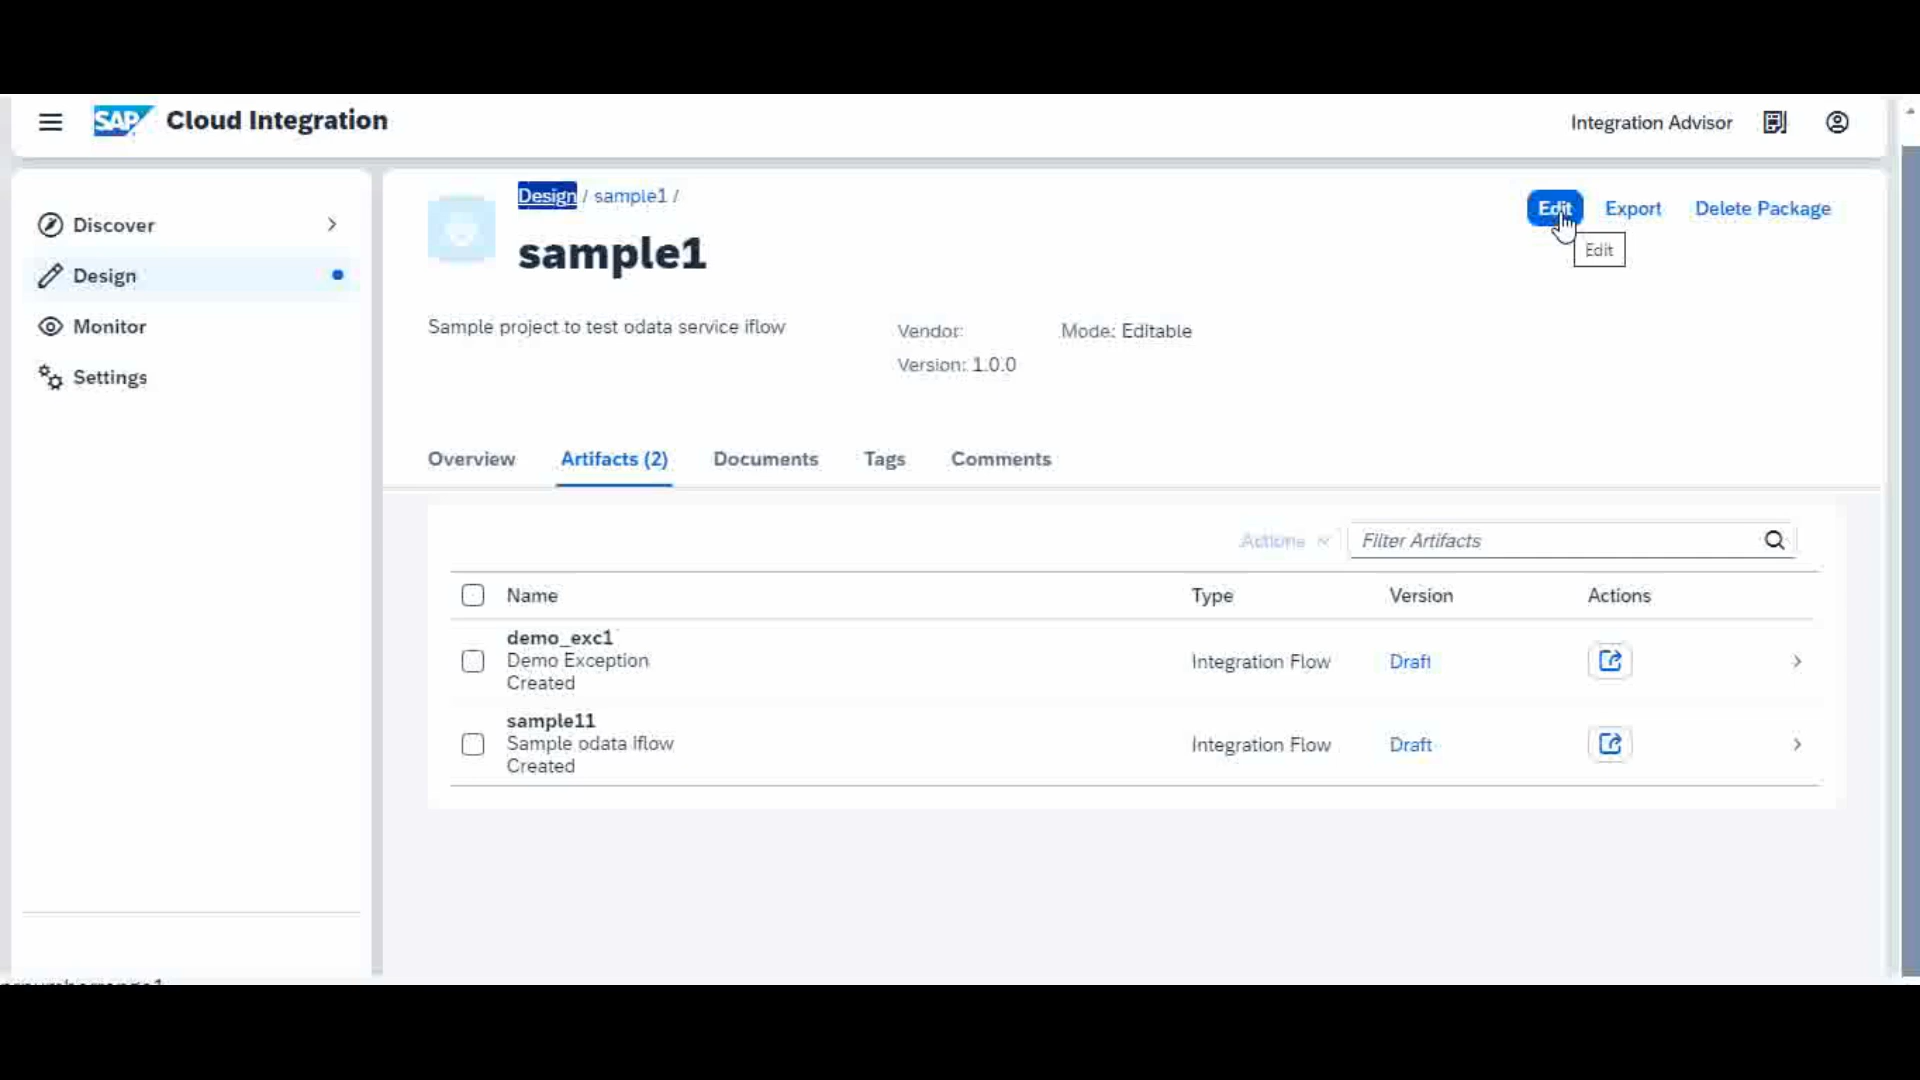 SAP Cloud Integration
Integration Advisor
Discover
Design
Monitor
Settings
Design / sample1 /
sample1
Edit
Export
Delete Package
Edit
Sample project to test odata service iflow
Vendor:
Version: 1.0.0
Mode: Editable
Overview
Artifacts (2)
Documents
Tags
Comments
Actions
Filter Artifacts
Name
Type
Version
Actions
demo_exc1
Demo Exception
Created
Integration Flow
Draft
sample11
Sample odata Iflow
Created
Integration Flow
Draft